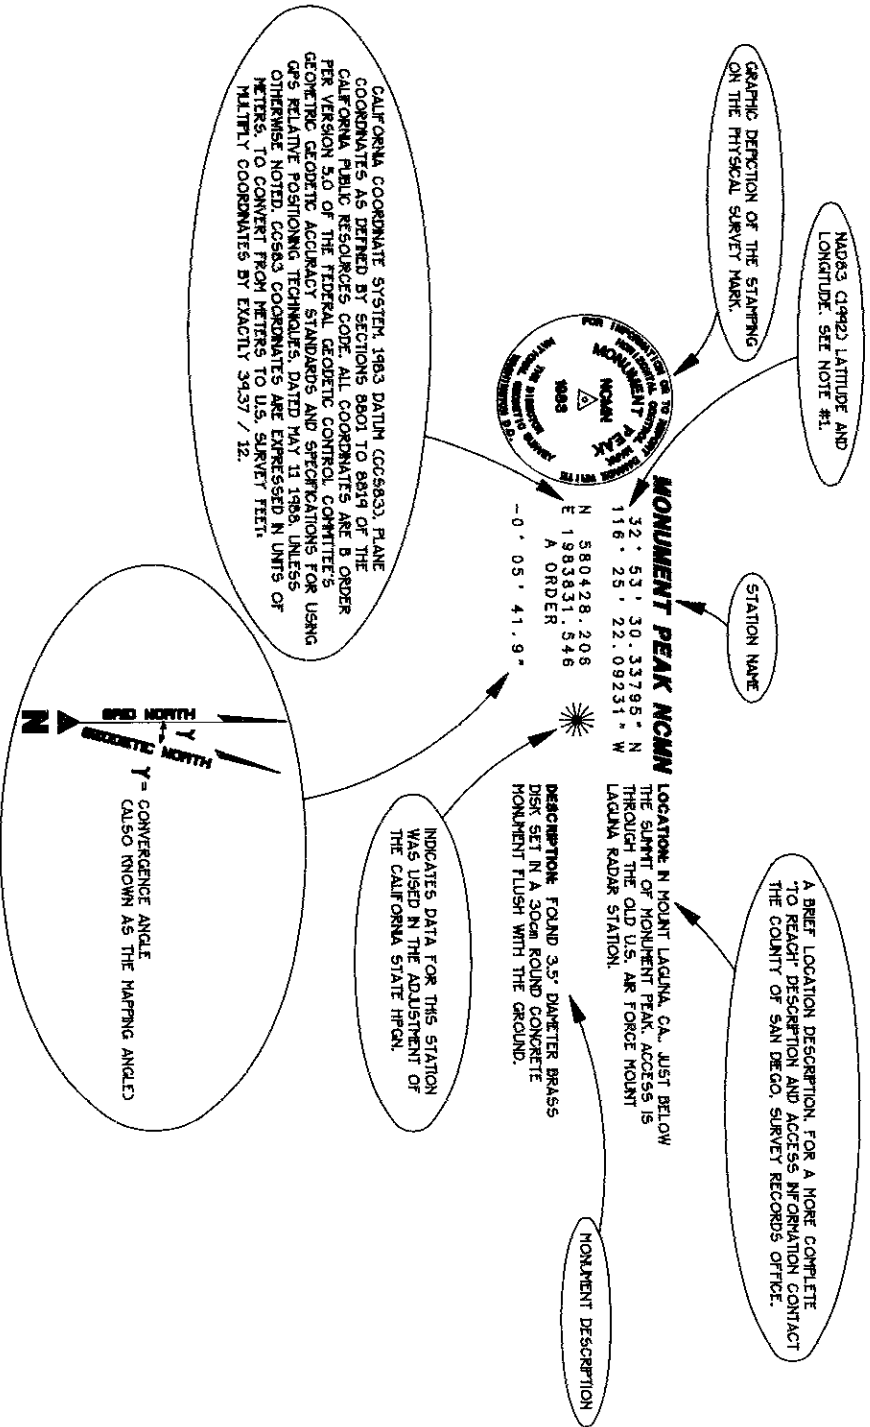 NAD83 (1992) LATITUDE AND
LONGITUDE. SEE NOTE #1.
GRAPHIC DEPICTION OF THE STAMPING
ON THE PHYSICAL SURVEY MARK.
STATION NAME
A BRIEF LOCATION DESCRIPTION. FOR A MORE COMPLETE
"TO REACH" DESCRIPTION AND ACCESS INFORMATION CONTACT
THE COUNTY OF SAN DIEGO, SURVEY RECORDS OFFICE.
FOR INFORMATION OR TO REPORT DAMAGE WRITE
HORIZONTAL CONTROL MARK
MONUMENT PEAK
NCMN
1983
MONUMENT PEAK NCMN
32° 53' 30.33795" N
116° 25' 22.09231" W
N 580428.208
E 1983831.546
A ORDER
-0° 05' 41.9"
LOCATION: IN MOUNT LAGUNA, CA., JUST BELOW
THE SUMMIT OF MONUMENT PEAK. ACCESS IS
THROUGH THE OLD U.S. AIR FORCE MOUNT
LAGUNA RADAR STATION.
DESCRIPTION: FOUND 3.5" DIAMETER BRASS
DISK SET IN A 30cm ROUND CONCRETE
MONUMENT FLUSH WITH THE GROUND.
MONUMENT DESCRIPTION
INDICATES DATA FOR THIS STATION
WAS USED IN THE ADJUSTMENT OF
THE CALIFORNIA STATE HPGN.
CALIFORNIA COORDINATE SYSTEM, 1983 DATUM (CCS83), PLANE
COORDINATES AS DEFINED BY SECTIONS 8801 TO 8819 OF THE
CALIFORNIA PUBLIC RESOURCES CODE. ALL COORDINATES ARE B ORDER
PER VERSION 5.0 OF THE FEDERAL GEODETIC CONTROL COMMITTEE'S
GEOMETRIC GEODETIC ACCURACY STANDARDS AND SPECIFICATIONS FOR USING
GPS RELATIVE POSITIONING TECHNIQUES, DATED MAY 11 1988, UNLESS
OTHERWISE NOTED. CCS83 COORDINATES ARE EXPRESSED IN UNITS OF
METERS. TO CONVERT FROM METERS TO U.S. SURVEY FEET:
MULTIPLY COORDINATES BY EXACTLY 39.37 / 12.
GRID NORTH
γ
GEODETIC NORTH
N
γ = CONVERGENCE ANGLE
(ALSO KNOWN AS THE MAPPING ANGLE)